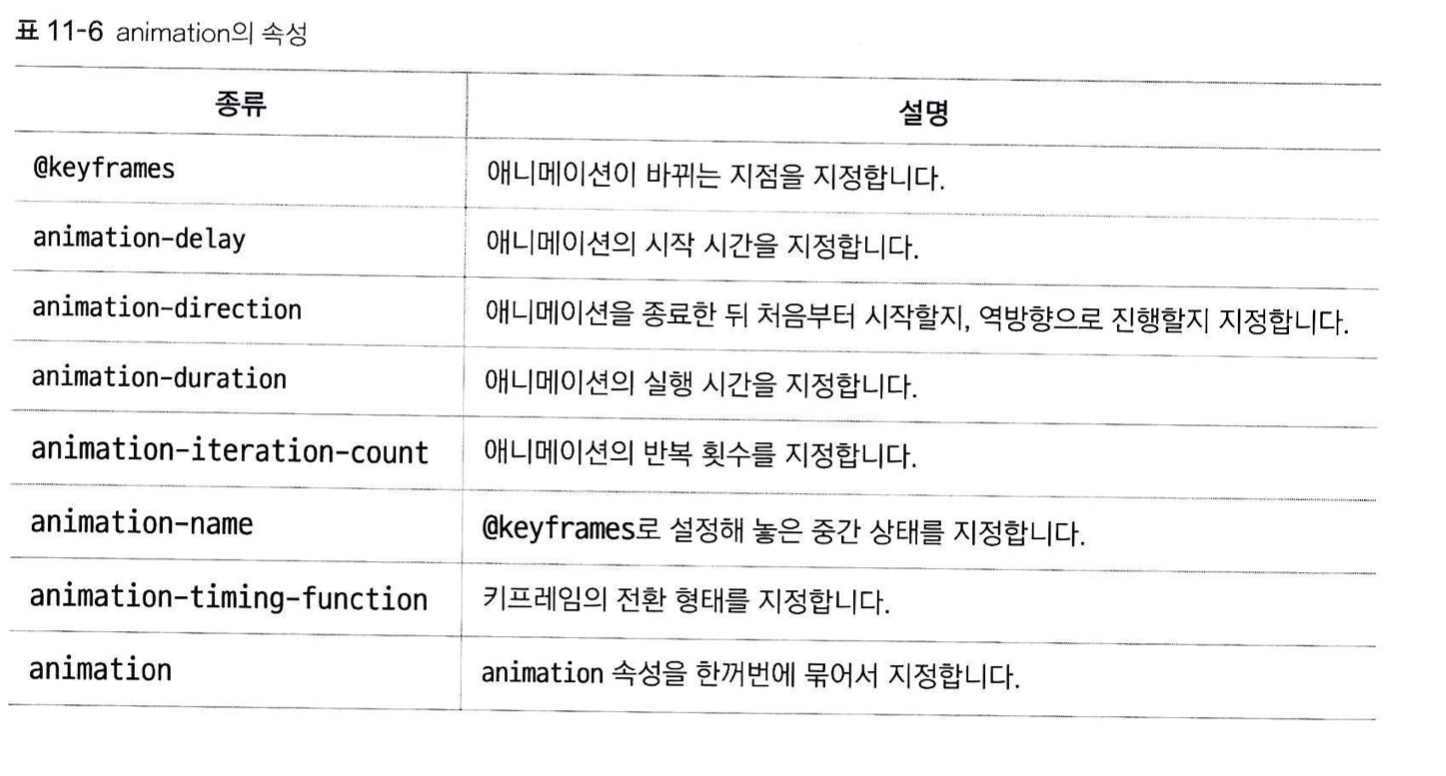 표 11-6 animation의 속성
종류 설명
@keyframes 애니메이션이 바뀌는 지점을 지정합니다.
animation-delay 애니메이션의 시작 시간을 지정합니다.
animation-direction 애니메이션을 종료한 뒤 처음부터 시작할지, 역방향으로 진행할지 지정합니다.
animation-duration 애니메이션의 실행 시간을 지정합니다.
animation-iteration-count 애니메이션의 반복 횟수를 지정합니다.
animation-name @keyframes로 설정해 놓은 중간 상태를 지정합니다.
animation-timing-function 키프레임의 전환 형태를 지정합니다.
animation animation 속성을 한꺼번에 묶어서 지정합니다.